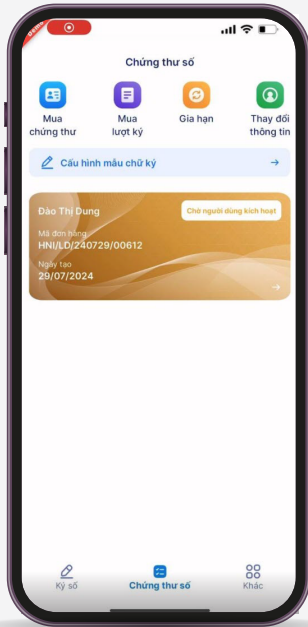 Demo
Chứng thư số
Mua
chứng thư
Mua
lượt ký
Gia hạn
Thay đổi
thông tin
Cấu hình mẫu chữ ký
Đào Thị Dung
Chờ người dùng kích hoạt
Mã đơn hàng
HNI/LD/240729/00612
Ngày tạo
29/07/2024
Ký số
Chứng thư số
Khác